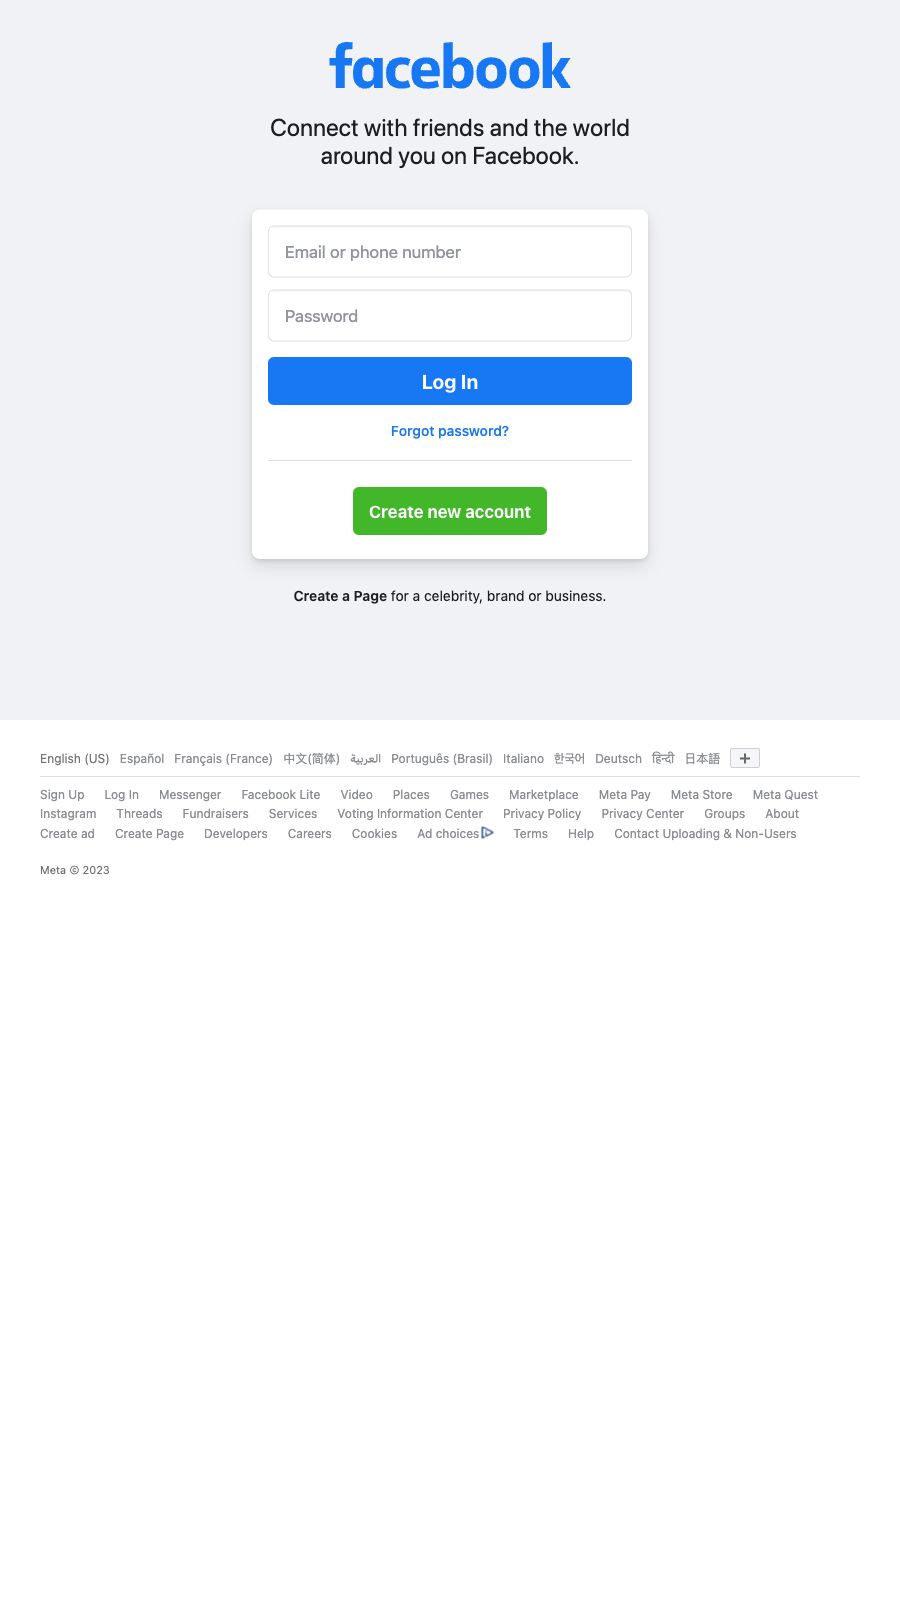 facebook
Connect with friends and the world
around you on Facebook.
Email or phone number
Password
Log In
Forgot password?
Create new account
Create a Page for a celebrity, brand or business.
English (US) Español Français (France) 中文(简体) العربية Português (Brasil) Italiano 한국어 Deutsch हिन्दी 日本語
Sign Up Log In Messenger Facebook Lite Video Places Games Marketplace Meta Pay Meta Store Meta Quest
Instagram Threads Fundraisers Services Voting Information Center Privacy Policy Privacy Center Groups About
Create ad Create Page Developers Careers Cookies Ad choices Terms Help Contact Uploading & Non-Users
Meta © 2023